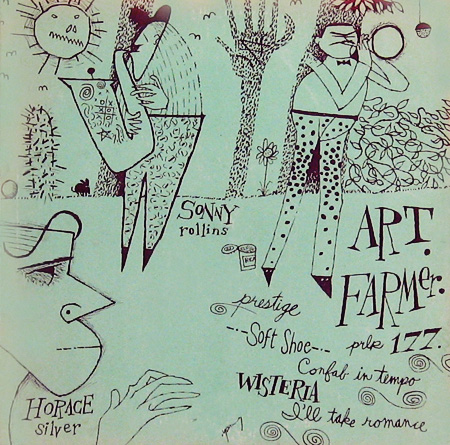 SONNY
rollins
ART.
FARMER.
prestige
prlp 177.
--- Soft Shoe ---
Confab in tempo
WISTERIA
I'll take romance
HORACE
silver